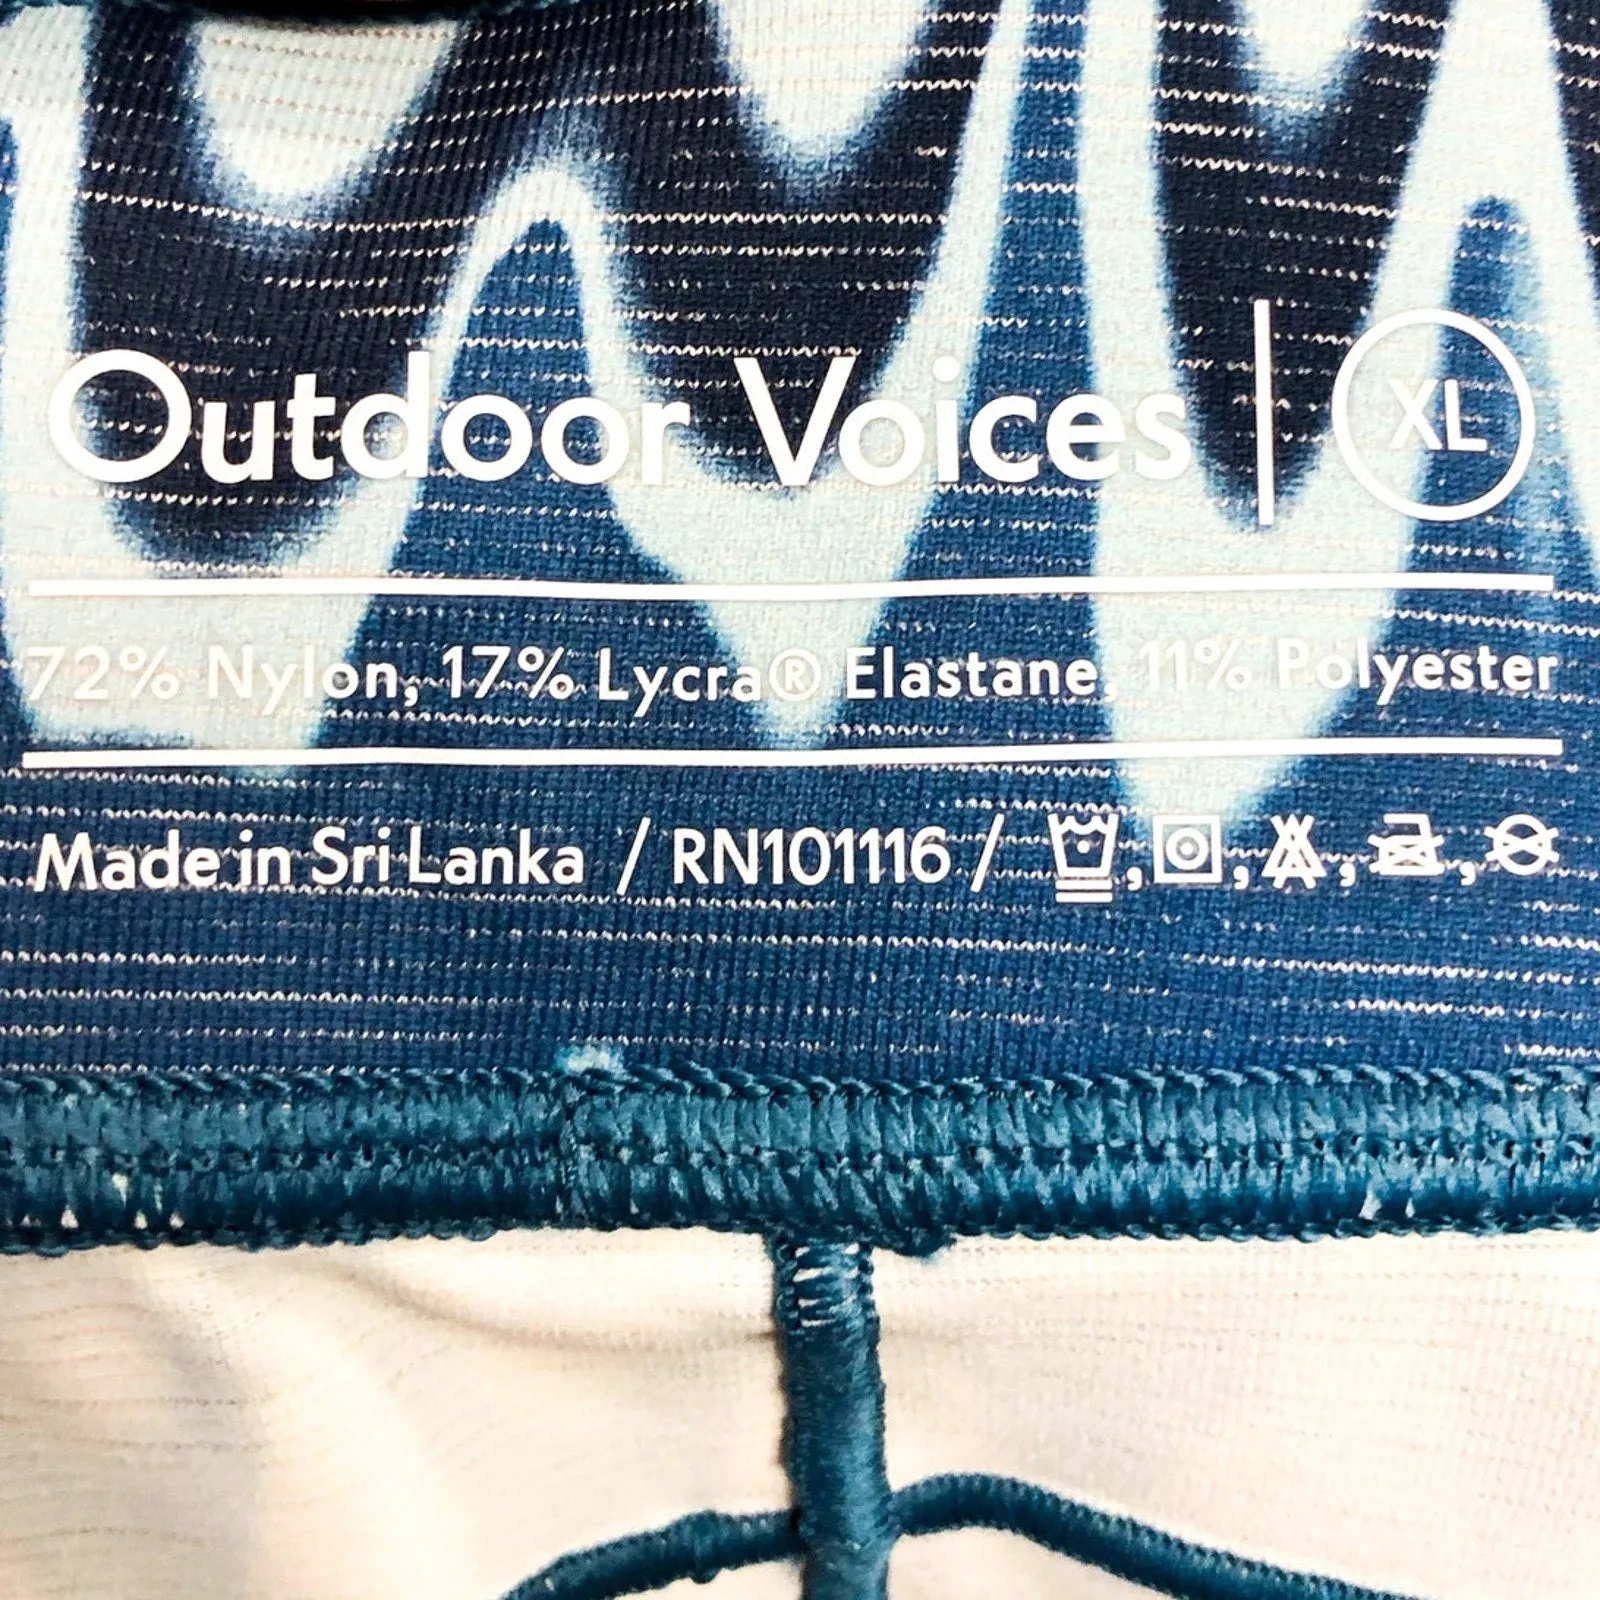 Outdoor Voices | XL
72% Nylon, 17% Lycra® Elastane, 11% Polyester
Made in Sri Lanka / RN101116 /